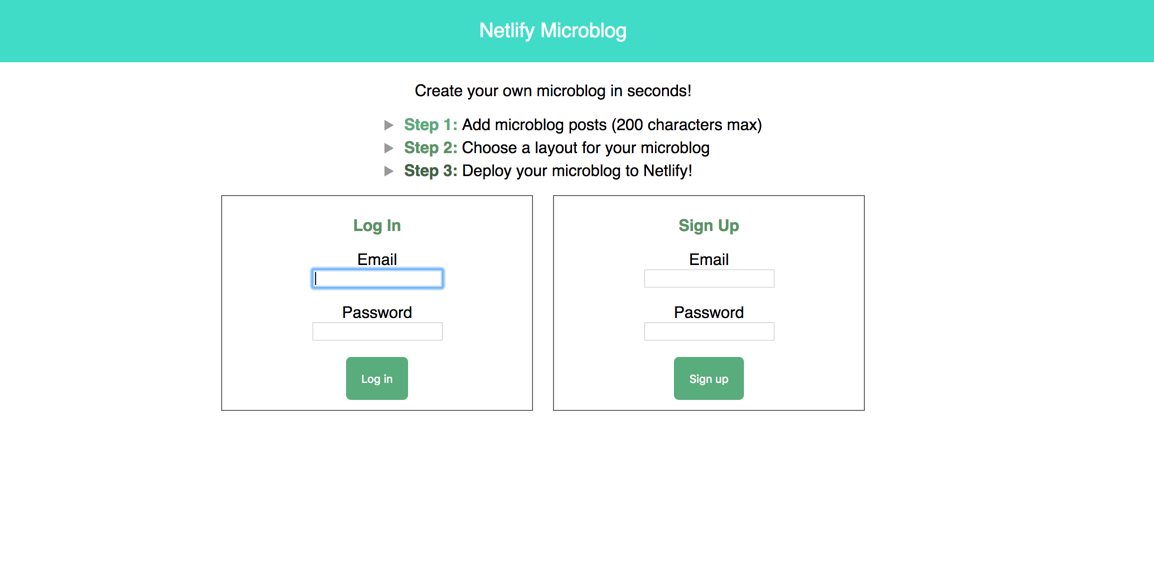 Netlify Microblog
Create your own microblog in seconds!
Step 1: Add microblog posts (200 characters max)
Step 2: Choose a layout for your microblog
Step 3: Deploy your microblog to Netlify!
Log In
Email
Password
Log in
Sign Up
Email
Password
Sign up